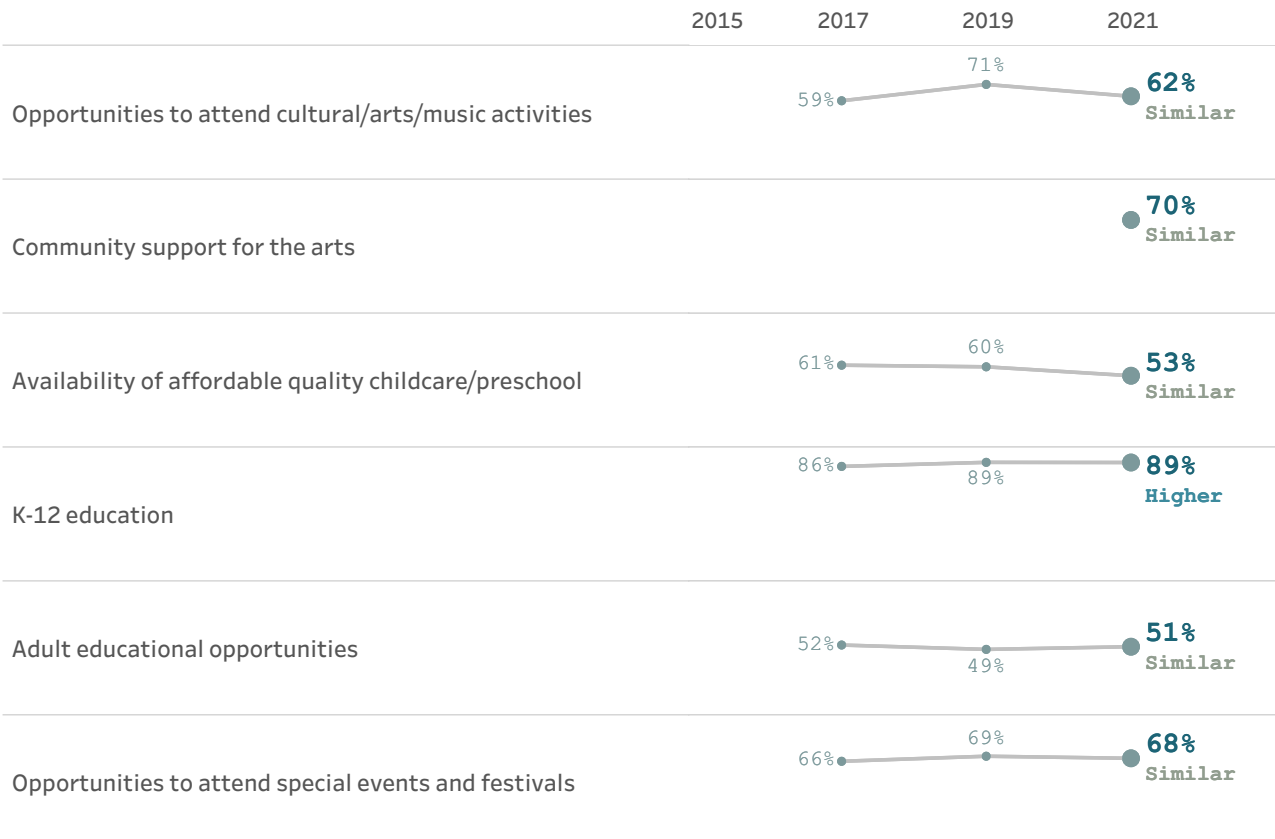 2015 2017 2019 2021
Opportunities to attend cultural/arts/music activities
59%
71%
62%
Similar
Community support for the arts
70%
Similar
Availability of affordable quality childcare/preschool
61%
60%
53%
Similar
K-12 education
86%
89%
89%
Higher
Adult educational opportunities
52%
49%
51%
Similar
Opportunities to attend special events and festivals
66%
69%
68%
Similar